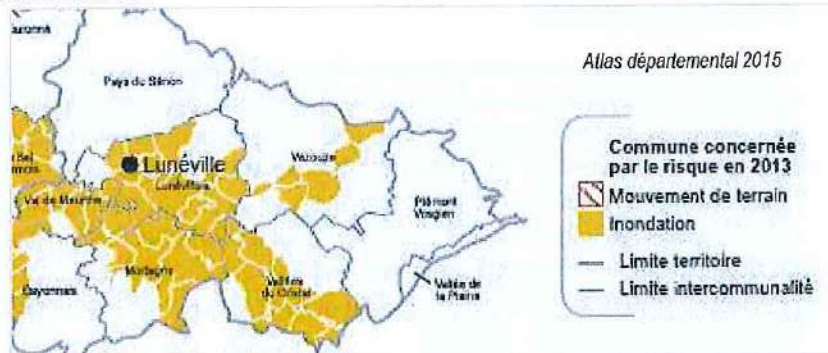 Atlas départemental 2015
Pays du Sânon
Lunéville
Lunévillois
Vezouze
Val de Meurthe
Piémont
Vosgien
Mortagne
Vallées
du Cristal
Vallée de
la Plaine
Bayonnais
Commune concernée
par le risque en 2013
Mouvement de terrain
Inondation
Limite territoire
Limite intercommunalité